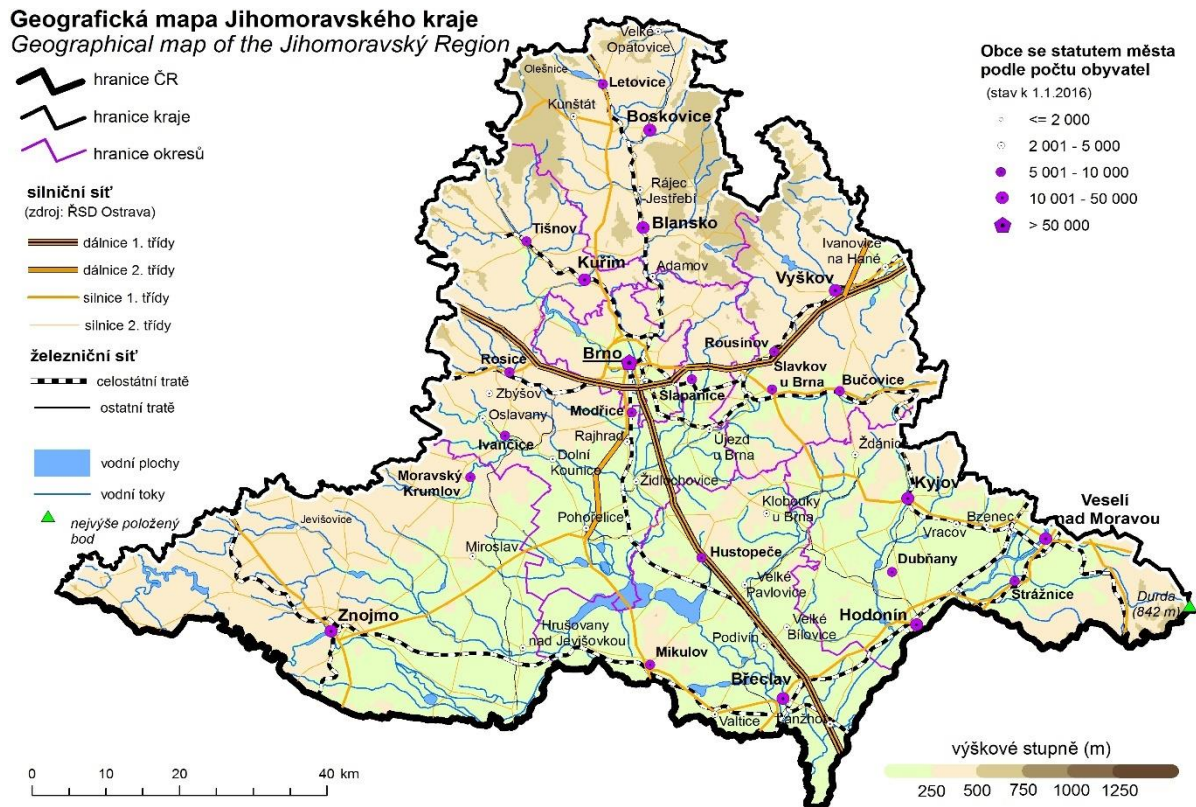 Geografická mapa Jihomoravského kraje
Geographical map of the Jihomoravský Region
hranice ČR
hranice kraje
hranice okresů
silniční síť
(zdroj: ŘSD Ostrava)
dálnice 1. třídy
dálnice 2. třídy
silnice 1. třídy
silnice 2. třídy
železniční síť
celostátní tratě
ostatní tratě
vodní plochy
vodní toky
nejvýše položený
bod
Obce se statutem města
podle počtu obyvatel
(stav k 1.1.2016)
<= 2 000
2 001 - 5 000
5 001 - 10 000
10 001 - 50 000
> 50 000
Velké
Opatovice
Olešnice
Letovice
Kunštát
Boskovice
Rájec
-Jestřebí
Blansko
Tišnov
Kuřim
Adamov
Ivanovice
na Hané
Vyškov
Rousínov
Brno
Rosice
Slavkov
u Brna
Bučovice
Šlapanice
Zbýšov
Oslavany
Modřice
Ivančice
Rajhrad
Újezd
u Brna
Ždánice
Dolní
Kounice
Moravský
Krumlov
Židlochovice
Klobouky
u Brna
Kyjov
Veselí
nad Moravou
Jevišovice
Pohořelice
Bzenec
Vracov
Miroslav
Hustopeče
Dubňany
Velké
Pavlovice
Strážnice
Durda
(842 m)
Znojmo
Hrušovany
nad Jevišovkou
Podivín
Velké
Bílovice
Hodonín
Mikulov
Břeclav
Valtice
Lanžhot
0 10 20 40 km
výškové stupně (m)
250 500 750 1000 1250